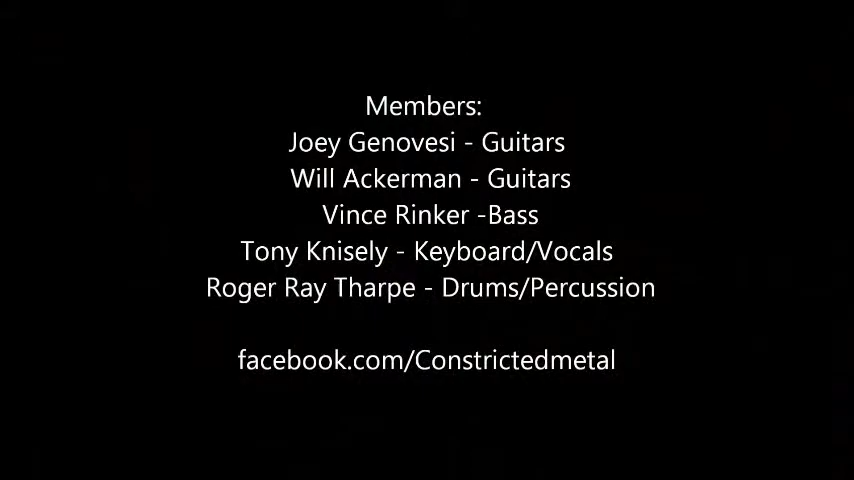 Members:
Joey Genovesi - Guitars
Will Ackerman - Guitars
Vince Rinker -Bass
Tony Knisely - Keyboard/Vocals
Roger Ray Tharpe - Drums/Percussion
facebook.com/Constrictedmetal